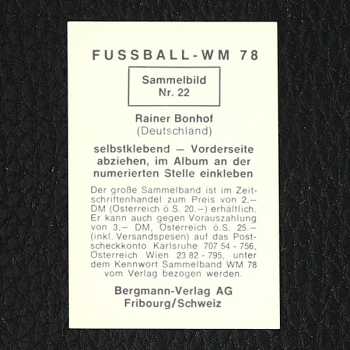 FUSSBALL-WM 78
Sammelbild
Nr. 22
Rainer Bonhof
(Deutschland)
selbstklebend — Vorderseite
abziehen, im Album an der
numerierten Stelle einkleben
Der große Sammelband ist im Zeit-
schriftenhandel zum Preis von 2,—
DM (Österreich ö.S. 20.—) erhältlich.
Er kann auch gegen Vorauszahlung
von 3,— DM, Österreich ö.S. 25.—
(inkl. Versandspesen) auf das Post-
scheckkonto Karlsruhe 707 54 - 756,
Österreich Wien 23 82 - 795, unter
dem Kennwort Sammelband WM 78
vom Verlag bezogen werden.
Bergmann-Verlag AG
Fribourg/Schweiz